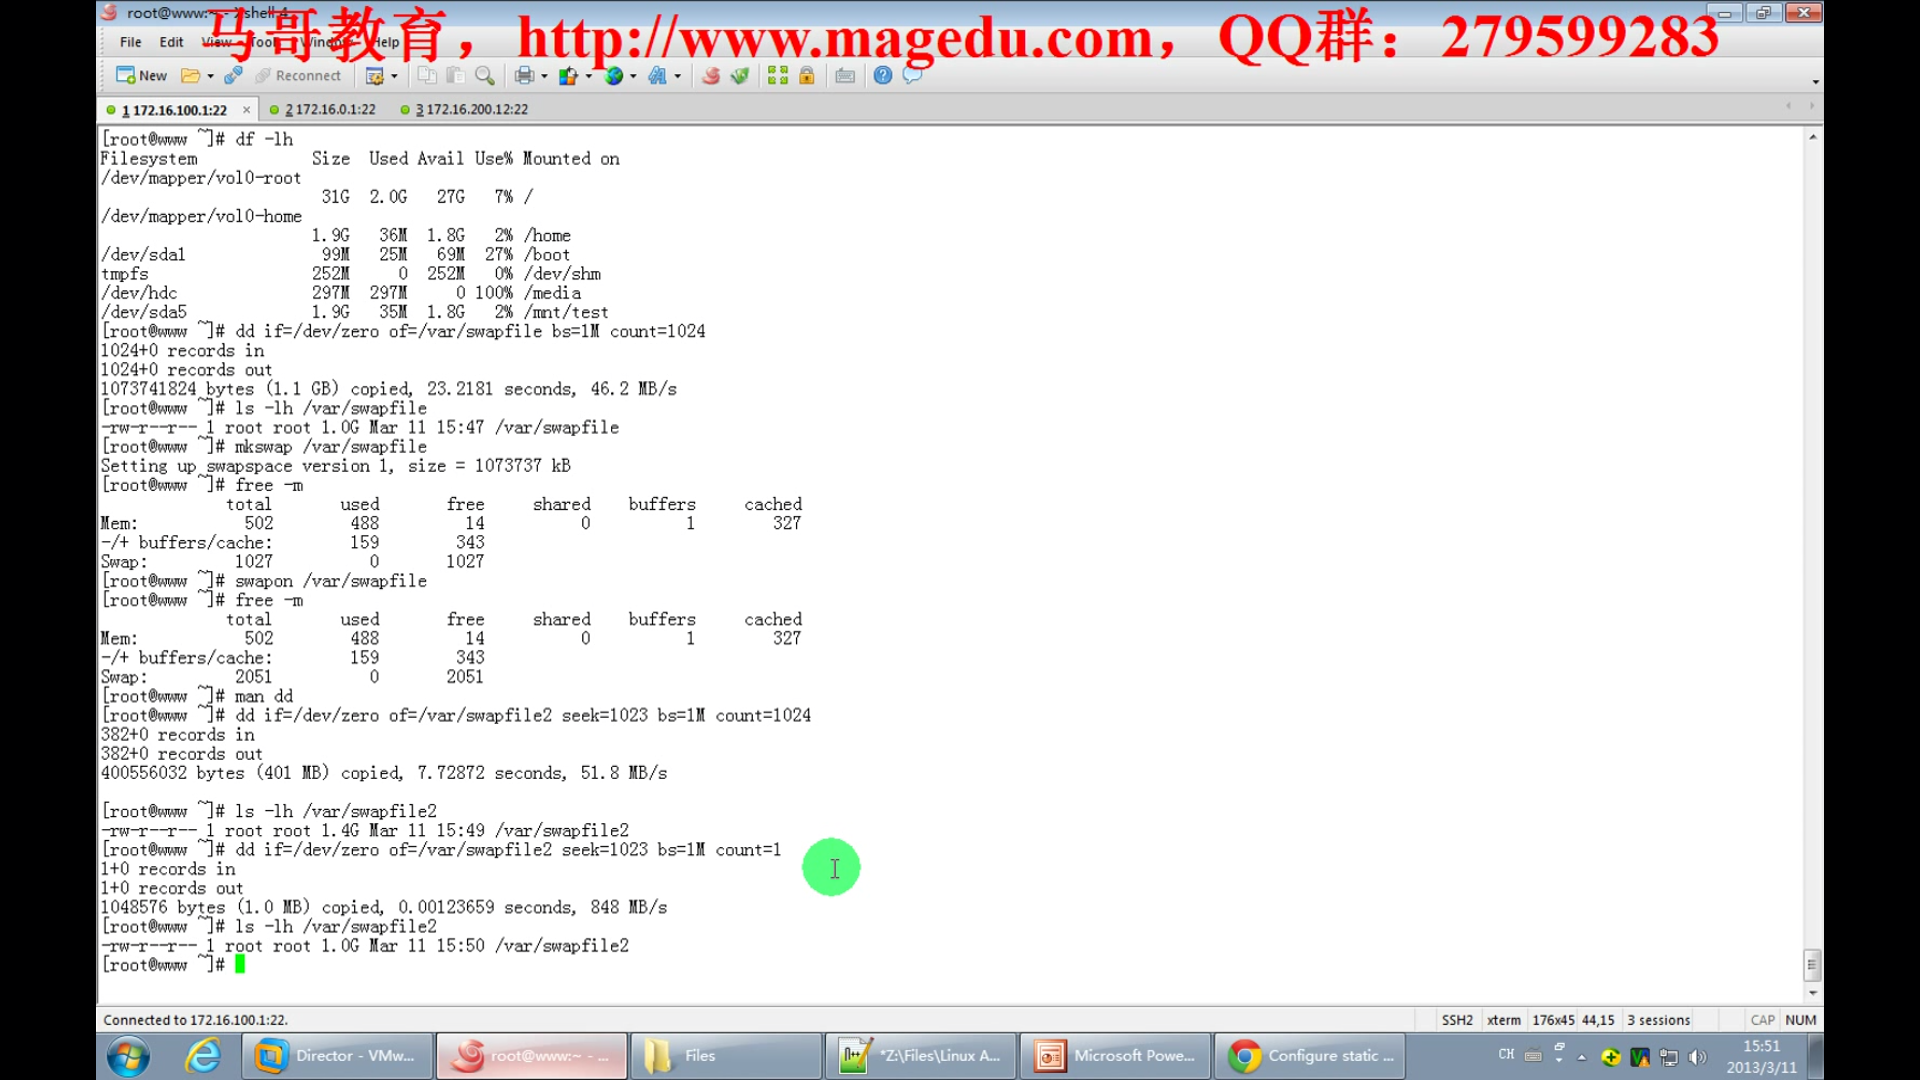 root@www:~ - Xshell 4
马哥教育，http://www.magedu.com，QQ群：279599283
File Edit View Tools Window Help
New Reconnect
1 172.16.100.1:22 × 2 172.16.0.1:22 3 172.16.200.12:22
[root@www ~]# df -lh
Filesystem Size Used Avail Use% Mounted on
/dev/mapper/vol0-root
31G 2.0G 27G 7% /
/dev/mapper/vol0-home
1.9G 36M 1.8G 2% /home
/dev/sda1 99M 25M 69M 27% /boot
tmpfs 252M 0 252M 0% /dev/shm
/dev/hdc 297M 297M 0 100% /media
/dev/sda5 1.9G 35M 1.8G 2% /mnt/test
[root@www ~]# dd if=/dev/zero of=/var/swapfile bs=1M count=1024
1024+0 records in
1024+0 records out
1073741824 bytes (1.1 GB) copied, 23.2181 seconds, 46.2 MB/s
[root@www ~]# ls -lh /var/swapfile
-rw-r--r-- 1 root root 1.0G Mar 11 15:47 /var/swapfile
[root@www ~]# mkswap /var/swapfile
Setting up swapspace version 1, size = 1073737 kB
[root@www ~]# free -m
total used free shared buffers cached
Mem: 502 488 14 0 1 327
-/+ buffers/cache: 159 343
Swap: 1027 0 1027
[root@www ~]# swapon /var/swapfile
[root@www ~]# free -m
total used free shared buffers cached
Mem: 502 488 14 0 1 327
-/+ buffers/cache: 159 343
Swap: 2051 0 2051
[root@www ~]# man dd
[root@www ~]# dd if=/dev/zero of=/var/swapfile2 seek=1023 bs=1M count=1024
382+0 records in
382+0 records out
400556032 bytes (401 MB) copied, 7.72872 seconds, 51.8 MB/s
[root@www ~]# ls -lh /var/swapfile2
-rw-r--r-- 1 root root 1.4G Mar 11 15:49 /var/swapfile2
[root@www ~]# dd if=/dev/zero of=/var/swapfile2 seek=1023 bs=1M count=1
1+0 records in
1+0 records out
1048576 bytes (1.0 MB) copied, 0.00123659 seconds, 848 MB/s
[root@www ~]# ls -lh /var/swapfile2
-rw-r--r-- 1 root root 1.0G Mar 11 15:50 /var/swapfile2
[root@www ~]#
Connected to 172.16.100.1:22. SSH2 xterm 176x45 44,15 3 sessions CAP NUM
Director - VMw... root@www:~ - ... Files *Z:\Files\Linux A... Microsoft Powe... Configure static ... CH 15:51
2013/3/11